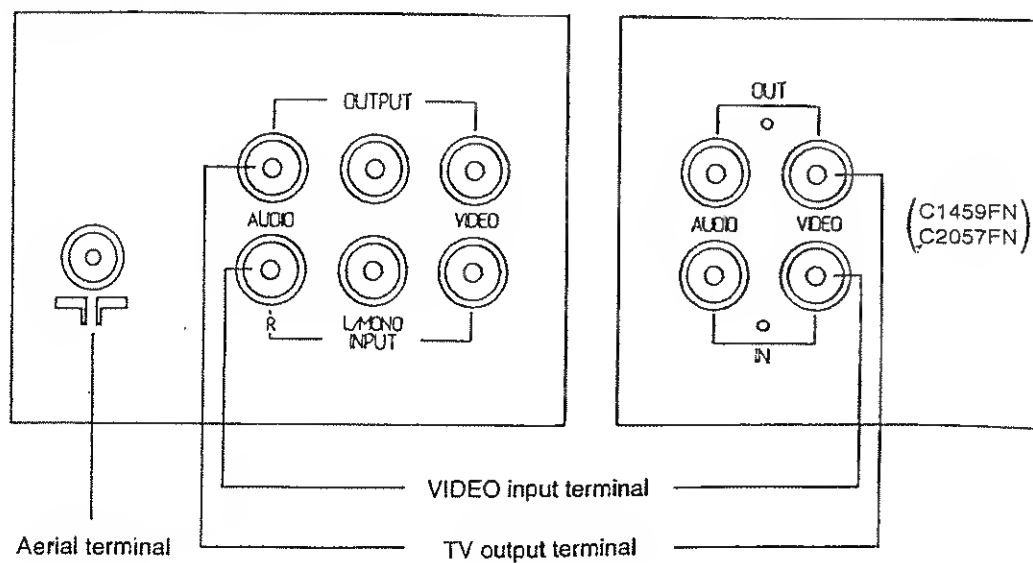 OUTPUT
AUDIO VIDEO
R L/MONO
INPUT
OUT
AUDIO VIDEO
IN
(C1459FN
C2057FN)
VIDEO input terminal
Aerial terminal
TV output terminal